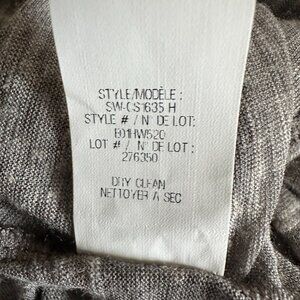 STYLE/MODÈLE :
SW-CS1635 H
STYLE # / N° DE LOT:
E01HW520
LOT # / N° DE LOT :
276350
DRY CLEAN
NETTOYER A SEC